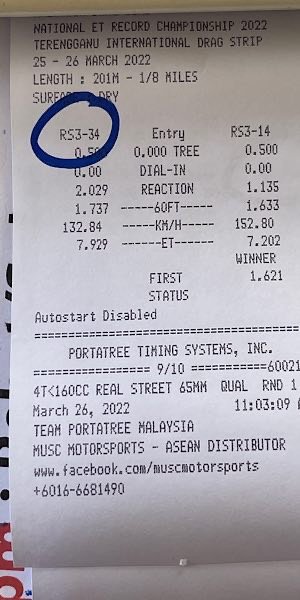 NATIONAL ET RECORD CHAMPIONSHIP 2022
TERENGGANU INTERNATIONAL DRAG STRIP
25 - 26 MARCH 2022
LENGTH : 201M - 1/8 MILES
DRY
RS3-34 Entry RS3-14
0.000 TREE 0.500
0.00 DIAL-IN 0.00
2.029 REACTION 1.135
1.737 -----60FT----- 1.633
132.84 -----KM/H----- 152.80
7.929 ------ET------ 7.202
WINNER
FIRST 1.621
STATUS
Autostart Disabled
PORTATREE TIMING SYSTEMS, INC.
================= 9/10 ===========60021
4T<160CC REAL STREET 65MM QUAL RND 1
March 26, 2022 11:03:09 A
TEAM PORTATREE MALAYSIA
MUSC MOTORSPORTS - ASEAN DISTRIBUTOR
www.facebook.com/muscmotorsports
+6016-6681490